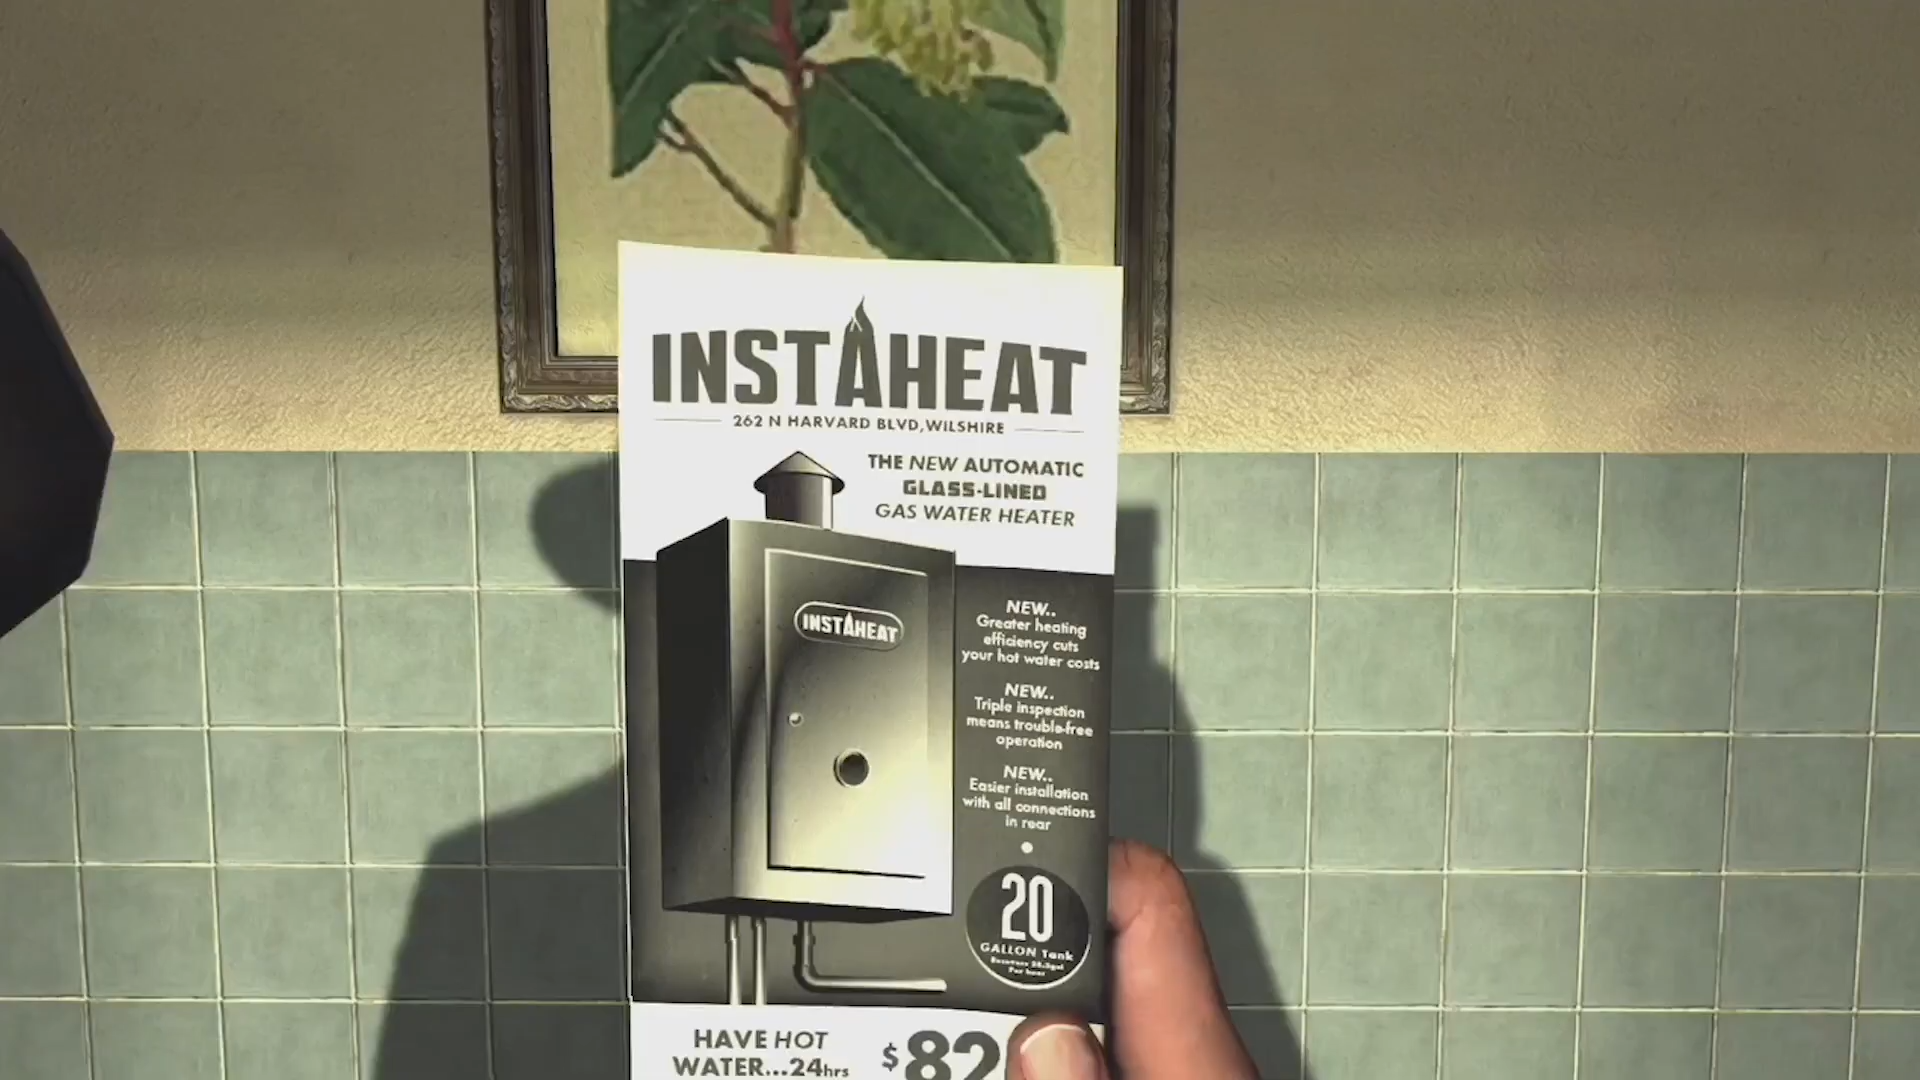 INSTAHEAT
262 N HARVARD BLVD, WILSHIRE
THE NEW AUTOMATIC
GLASS-LINED
GAS WATER HEATER
INSTAHEAT
NEW..
Greater heating
efficiency cuts
your hot water costs
NEW..
Triple inspection
means trouble-free
operation
NEW..
Easier installation
with all connections
in rear
20
GALLON Tank
Per hour
HAVE HOT
WATER...24hrs
$82